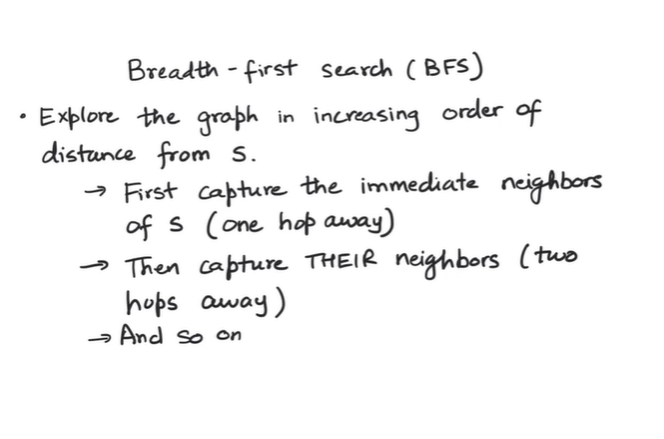 Breadth-first search (BFS)
• Explore the graph in increasing order of
distance from s.
→ First capture the immediate neighbors
of s (one hop away)
→ Then capture THEIR neighbors (two
hops away)
→ And so on